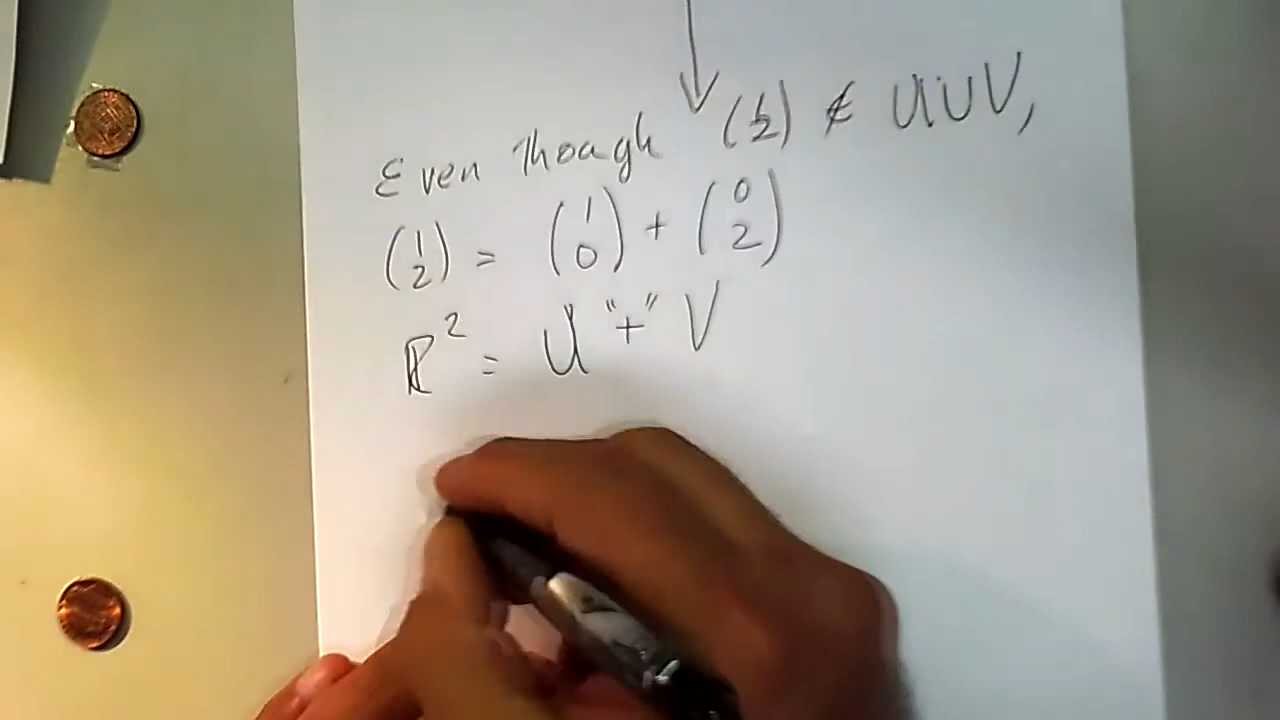 Even Though (1 2) ∉ U∪V,
(1 2) = (1 0) + (0 2)
ℝ² = U "+" V